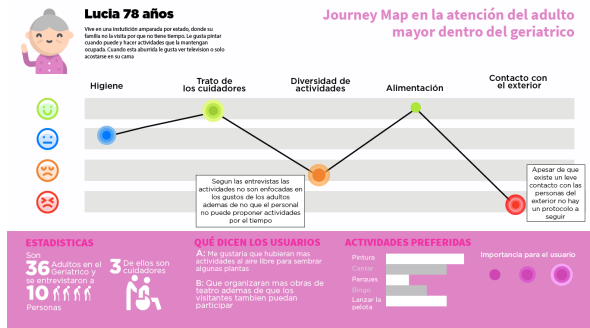 Lucia 78 años
Vive en una instutición amparada por estado, donde su
familia no la visita por que no tiene tiempo. Le gusta pintar
cuando puede y hacer actividades que la mantengan
ocupada. Cuando esta aburrida le gusta ver television o solo
acostarse en su cama
Journey Map en la atención del adulto
mayor dentro del geriatrico
Higiene
Trato de
los cuidadores
Diversidad de
actividades
Alimentación
Contacto con
el exterior
Segun las entrevistas las
actividades no son enfocadas en
los gustos de los adultos
ademas de no que el personal
no puede proponer actividades
por el tiempo
Apesar de que
existe un leve
contacto con las
personas del
exterior no hay
un protocolo a
seguir
ESTADISTICAS
Son
36 Adultos en el
Geriatrico y
se entrevistaron a
10
Personas
3 De ellos son
cuidadores
QUÉ DICEN LOS USUARIOS
A: Me gustaria que hubieran mas
actividades al aire libre para sembrar
algunas plantas
B: Que organizaran mas obras de
teatro además de que los
visitantes tambien puedan
participar
ACTIVIDADES PREFERIDAS
Pintura
Cantar
Parques
Bingo
Lanzar la
pelota
Importancia para el usuario